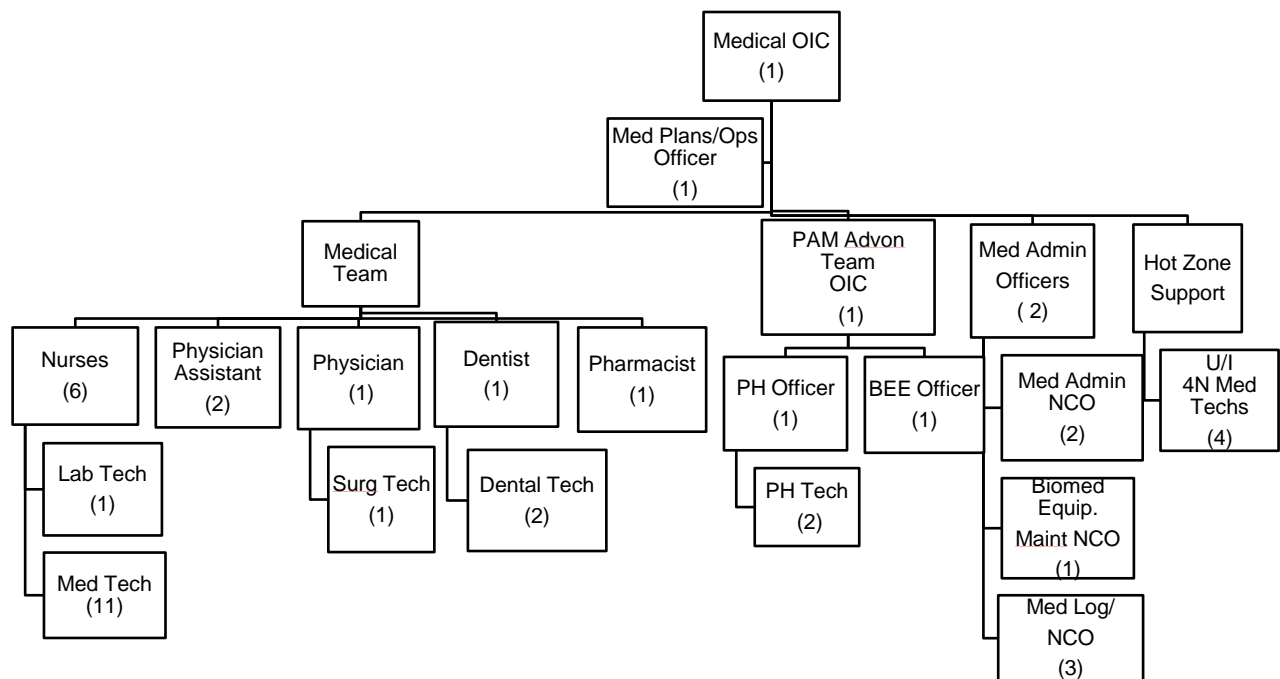 Medical OIC
(1)
Med Plans/Ops
Officer
(1)
Medical
Team
PAM Advon
Team
OIC
(1)
Med Admin
Officers
( 2)
Hot Zone
Support
Nurses
(6)
Physician
Assistant
(2)
Physician
(1)
Dentist
(1)
Pharmacist
(1)
PH Officer
(1)
BEE Officer
(1)
Med Admin
NCO
(2)
U/I
4N Med
Techs
(4)
Lab Tech
(1)
Surg Tech
(1)
Dental Tech
(2)
PH Tech
(2)
Biomed
Equip.
Maint NCO
(1)
Med Tech
(11)
Med Log/
NCO
(3)